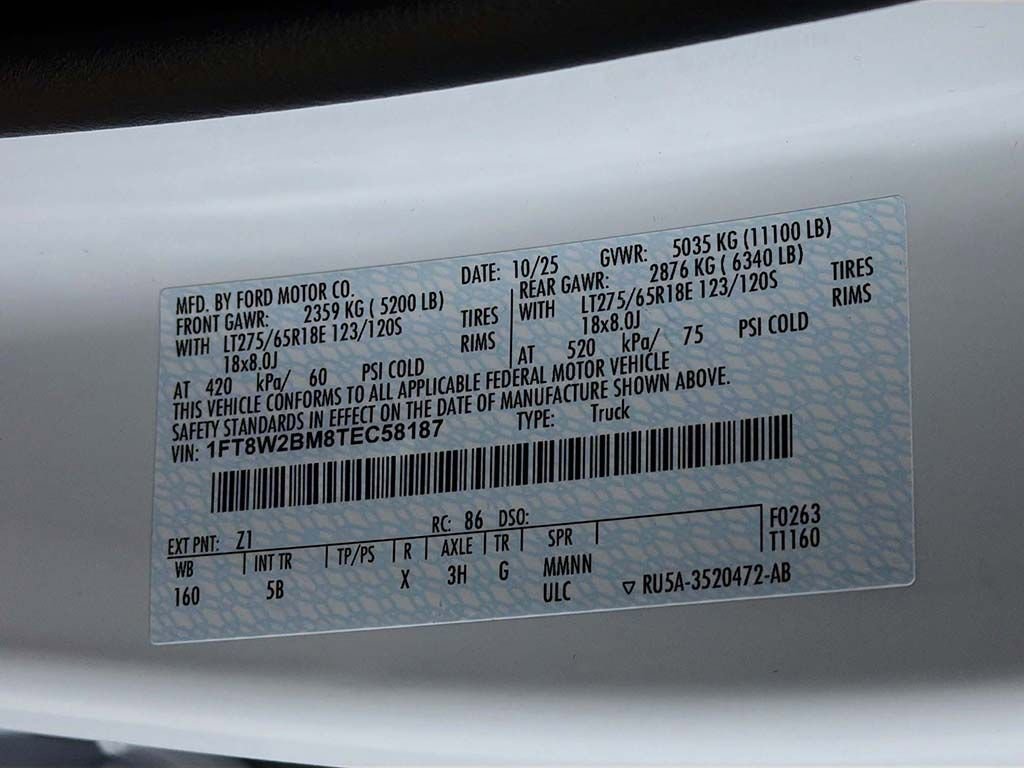 MFD. BY FORD MOTOR CO. DATE: 10/25 GVWR: 5035 KG (11100 LB)
FRONT GAWR: 2359 KG ( 5200 LB) REAR GAWR: 2876 KG ( 6340 LB)
WITH LT275/65R18E 123/120S TIRES WITH LT275/65R18E 123/120S TIRES
18x8.0J RIMS 18x8.0J RIMS
AT 420 kPa/ 60 PSI COLD AT 520 kPa/ 75 PSI COLD
THIS VEHICLE CONFORMS TO ALL APPLICABLE FEDERAL MOTOR VEHICLE
SAFETY STANDARDS IN EFFECT ON THE DATE OF MANUFACTURE SHOWN ABOVE.
VIN: 1FT8W2BM8TEC58187 TYPE: Truck
EXT PNT: Z1 RC: 86 DSO: F0263
WB INT TR TP/PS R AXLE TR SPR T1160
160 5B X 3H G MMNN
ULC ▽ RU5A-3520472-AB